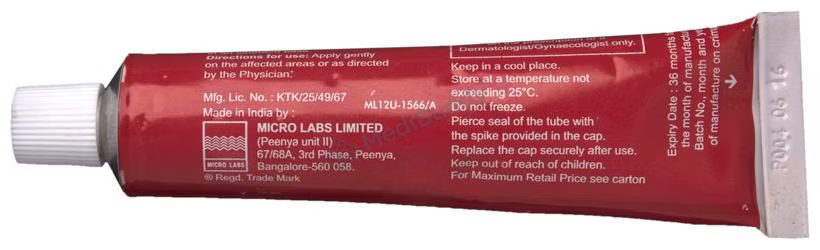 Directions for use: Apply gently
on the affected areas or as directed
by the Physician.
Mfg. Lic. No. : KTK/25/49/67
ML12U-1566/A
Made in India by :
MICRO LABS LIMITED
(Peenya unit II)
67/68A, 3rd Phase, Peenya,
Bangalore-560 058.
MICRO LABS
® Regd. Trade Mark
Dermatologist/Gynaecologist only.
Keep in a cool place.
Store at a temperature not
exceeding 25°C.
Do not freeze.
Pierce seal of the tube with
the spike provided in the cap.
Replace the cap securely after use.
Keep out of reach of children.
For Maximum Retail Price see carton
Expiry Date : 36 months
the month of manufac
Batch No., month and y
of manufacture on crim